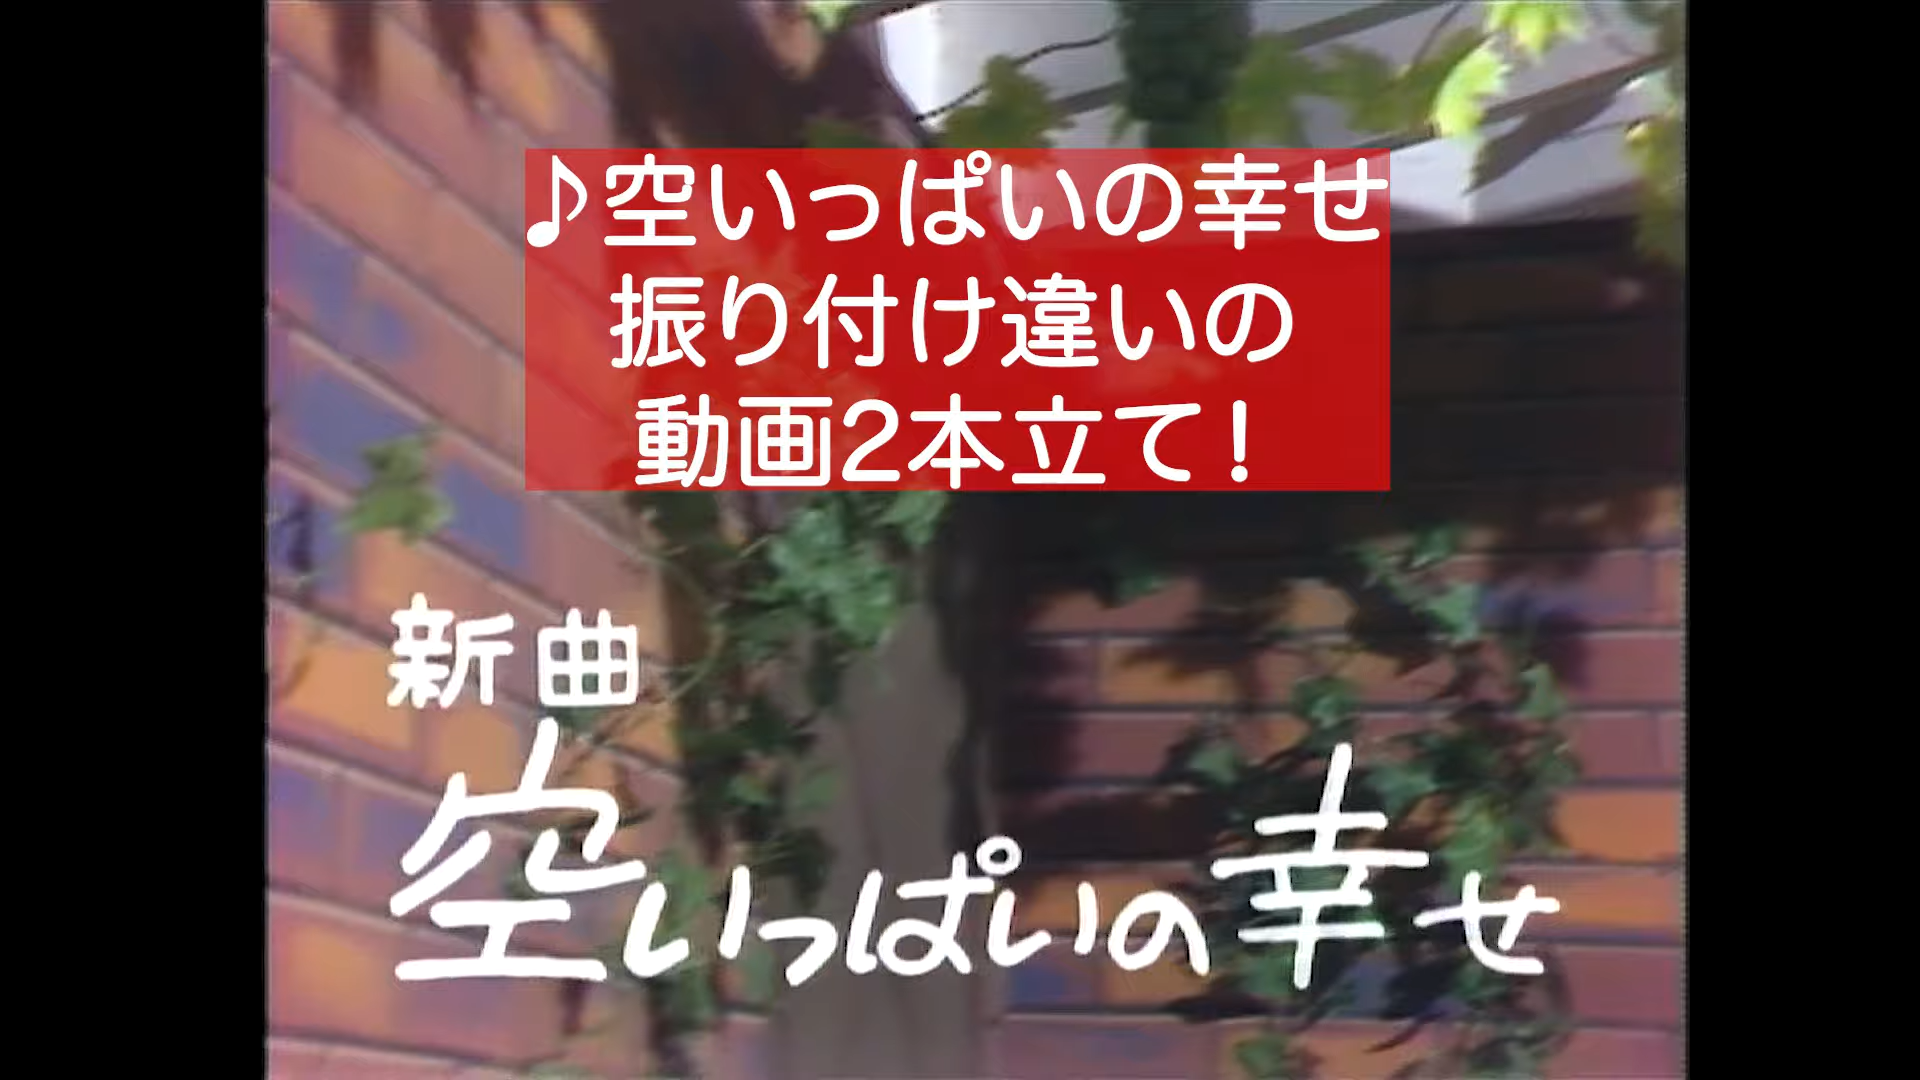 ♪空いっぱいの幸せ
振り付け違いの
動画2本立て!
新曲
空いっぱいの幸せ